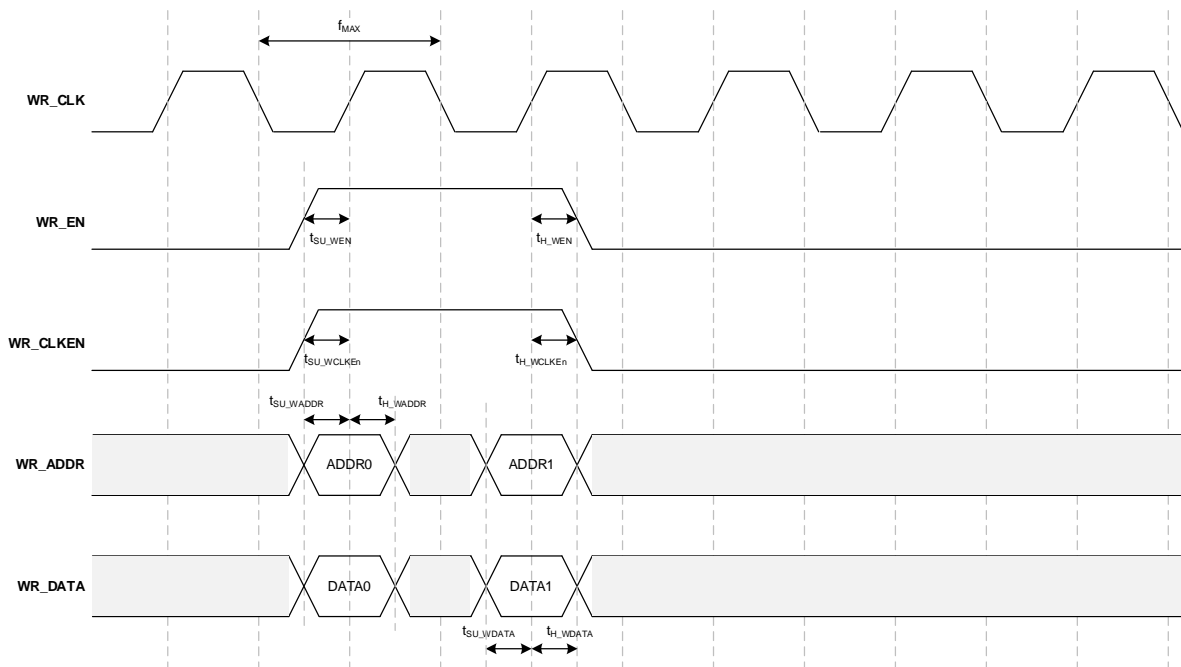 fMAX
WR_CLK
WR_EN
tSU_WEN
tH_WEN
WR_CLKEN
tSU_WCLKEn
tH_WCLKEn
tSU_WADDR
tH_WADDR
WR_ADDR
ADDR0
ADDR1
WR_DATA
DATA0
DATA1
tSU_WDATA
tH_WDATA